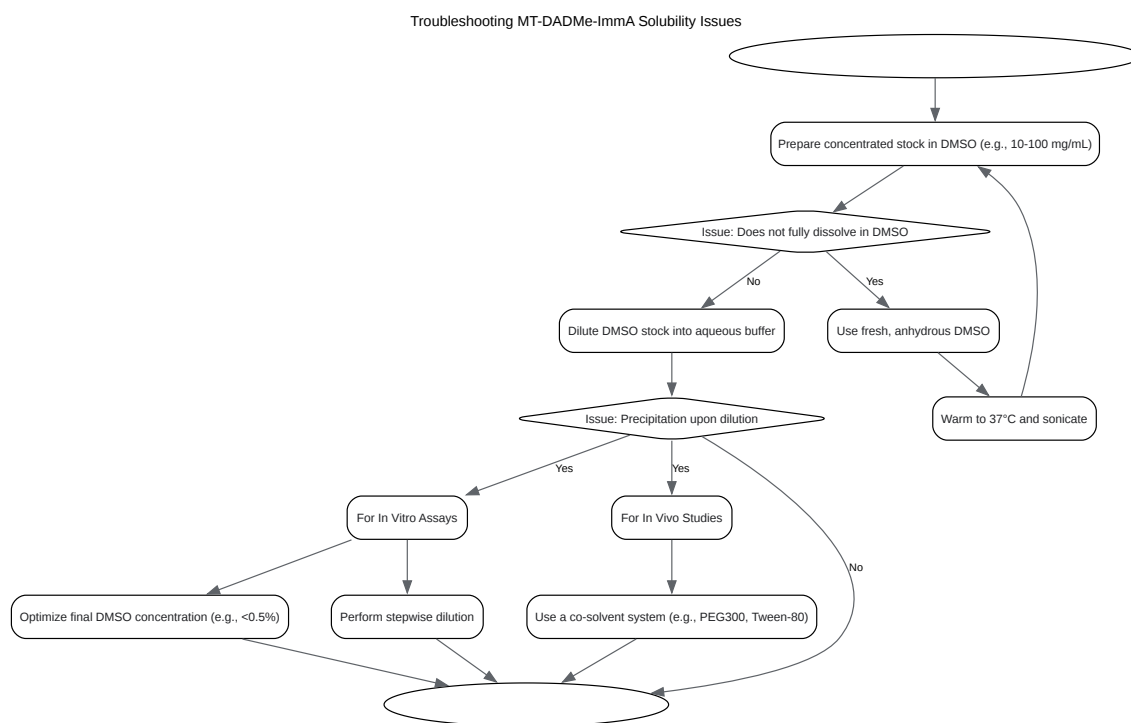 Troubleshooting MT-DADMe-ImmA Solubility Issues
Prepare concentrated stock in DMSO (e.g., 10-100 mg/mL)
Issue: Does not fully dissolve in DMSO
No
Yes
Dilute DMSO stock into aqueous buffer
Use fresh, anhydrous DMSO
Issue: Precipitation upon dilution
Warm to 37°C and sonicate
Yes
Yes
For In Vitro Assays
For In Vivo Studies
No
Optimize final DMSO concentration (e.g., <0.5%)
Perform stepwise dilution
Use a co-solvent system (e.g., PEG300, Tween-80)